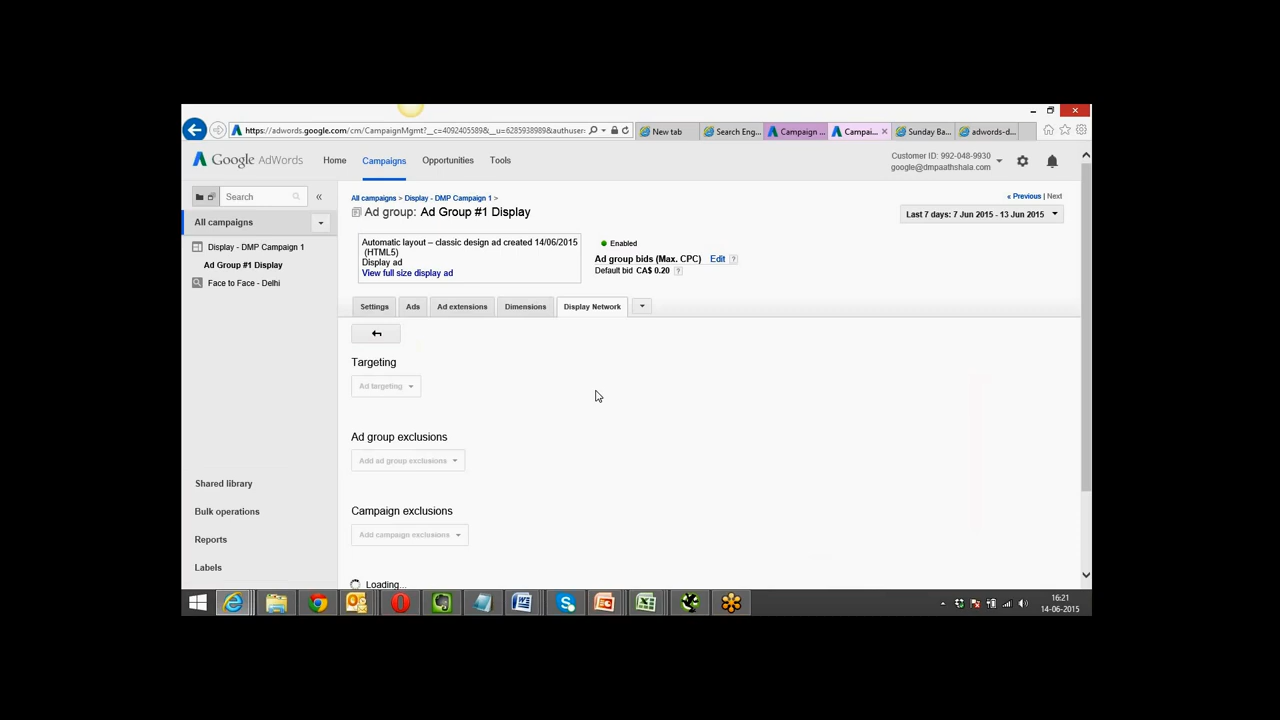 https://adwords.google.com/cm/CampaignMgmt?__c=4092405589&__u=6285938989&authuser: New tab Search Eng... Campaign ... Campai... Sunday Ba... adwords-d...
Google AdWords Home Campaigns Opportunities Tools
Customer ID: 992-048-9930
google@dmpaathshala.com
Search
All campaigns
Display - DMP Campaign 1
Ad Group #1 Display
Face to Face - Delhi
Shared library
Bulk operations
Reports
Labels
All campaigns > Display - DMP Campaign 1 >
« Previous | Next
Ad group: Ad Group #1 Display
Last 7 days: 7 Jun 2015 - 13 Jun 2015
Automatic layout – classic design ad created 14/06/2015
(HTML5)
Display ad
View full size display ad
Enabled
Ad group bids (Max. CPC) Edit ?
Default bid CA$ 0.20 ?
Settings Ads Ad extensions Dimensions Display Network
Targeting
Ad targeting
Ad group exclusions
Add ad group exclusions
Campaign exclusions
Add campaign exclusions
Loading...
16:21
14-06-2015